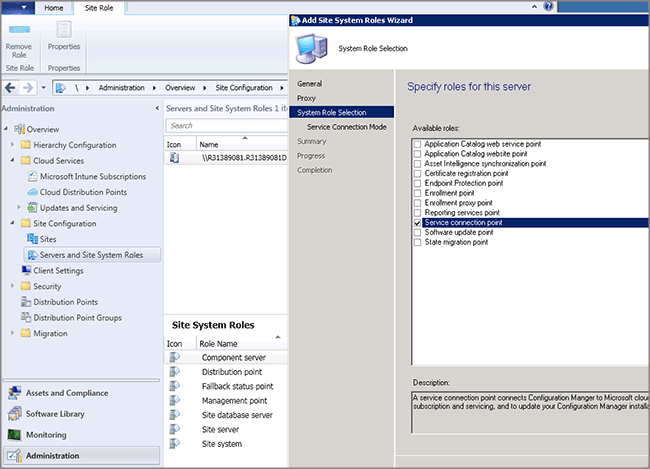 Home
Site Role
Remove
Role
Properties
Site Role
Properties
\ Administration Overview Site Configuration
Administration
Overview
Hierarchy Configuration
Cloud Services
Microsoft Intune Subscriptions
Cloud Distribution Points
Updates and Servicing
Site Configuration
Sites
Servers and Site System Roles
Client Settings
Security
Distribution Points
Distribution Point Groups
Migration
Assets and Compliance
Software Library
Monitoring
Administration
Servers and Site System Roles 1 ite
Search
Icon Name
\\R31389081.R31389081D
Site System Roles
Icon Role Name
Component server
Distribution point
Fallback status point
Management point
Site database server
Site server
Site system
Add Site System Roles Wizard
System Role Selection
General
Proxy
System Role Selection
Service Connection Mode
Summary
Progress
Completion
Specify roles for this server
Available roles:
Application Catalog web service point
Application Catalog website point
Asset Intelligence synchronization point
Certificate registration point
Endpoint Protection point
Enrollment point
Enrollment proxy point
Reporting services point
Service connection point
Software update point
State migration point
Description:
A service connection point connects Configuration Manger to Microsoft clou
subscription and servicing, and to update your Configuration Manager installa